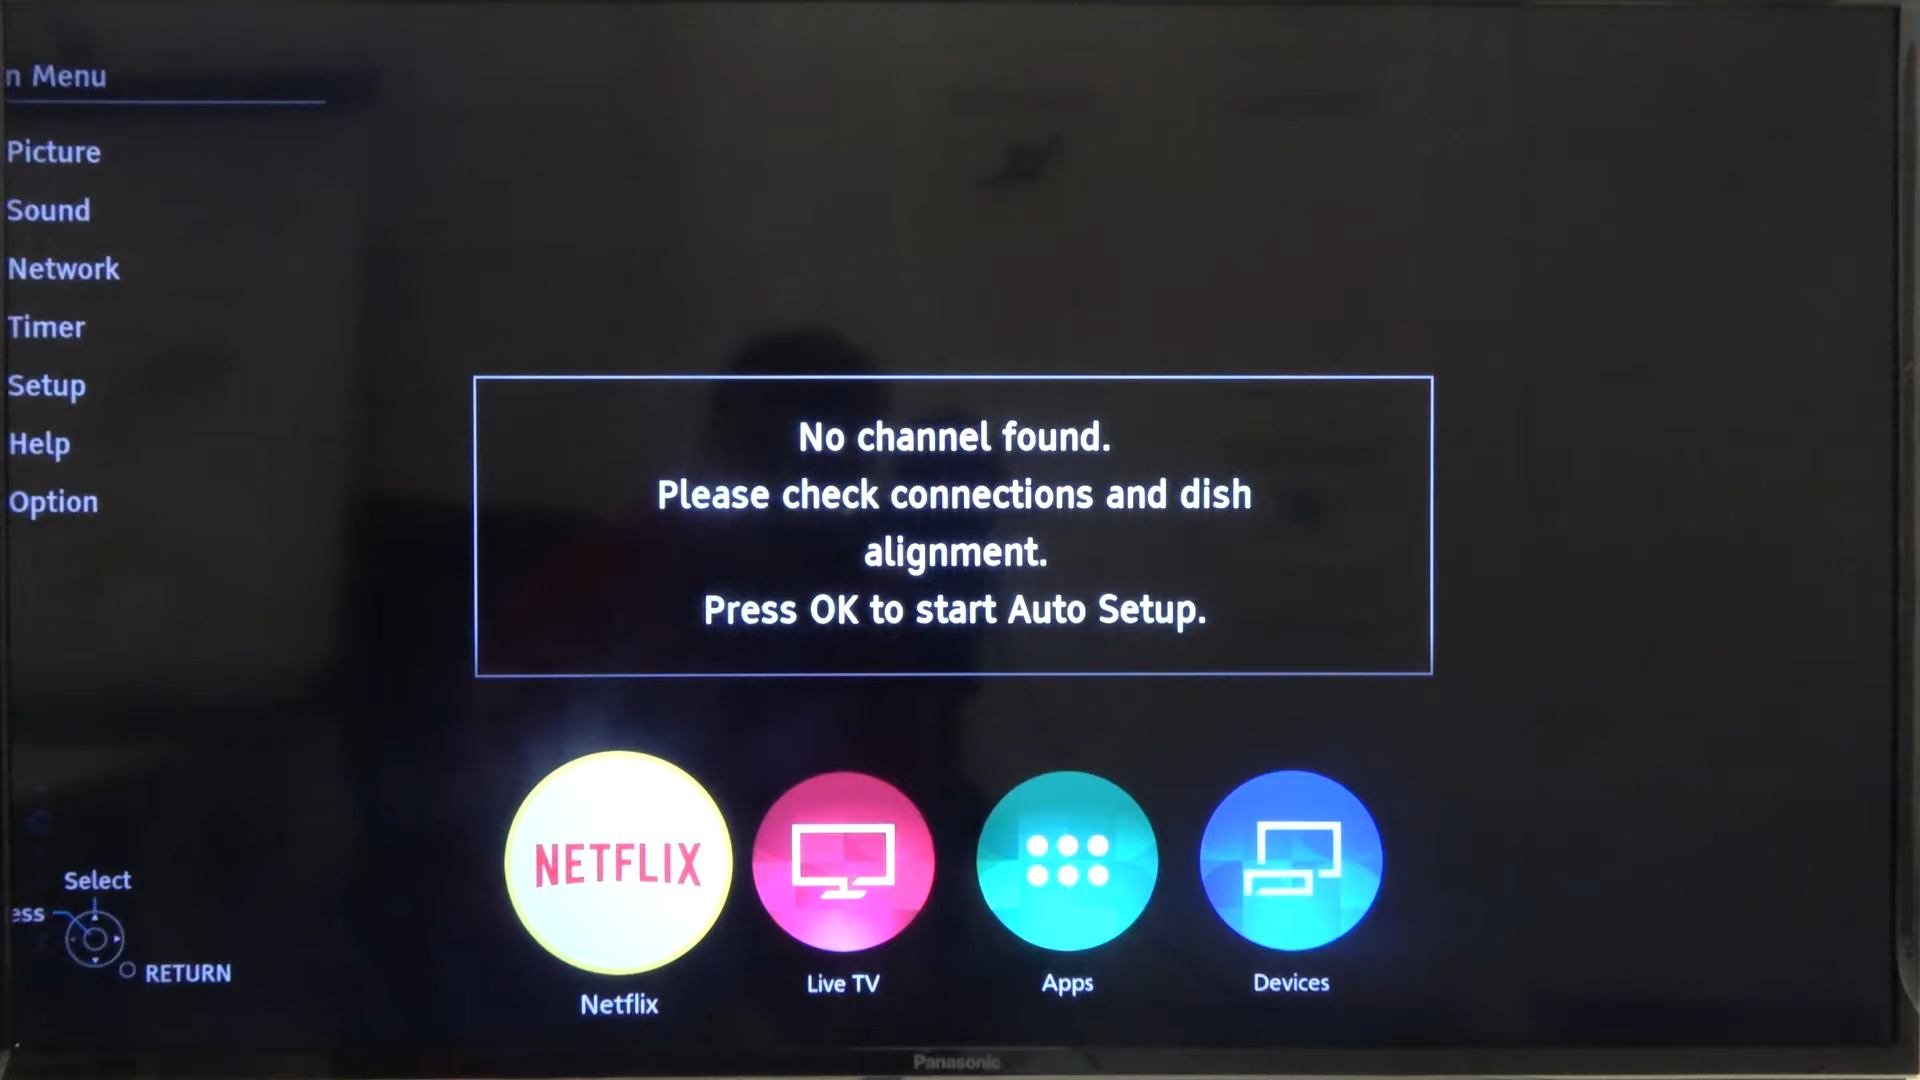 n Menu
Picture
Sound
Network
Timer
Setup
Help
Option
No channel found.
Please check connections and dish
alignment.
Press OK to start Auto Setup.
NETFLIX
Netflix
Live TV
Apps
Devices
Select
ess
RETURN
Panasonic